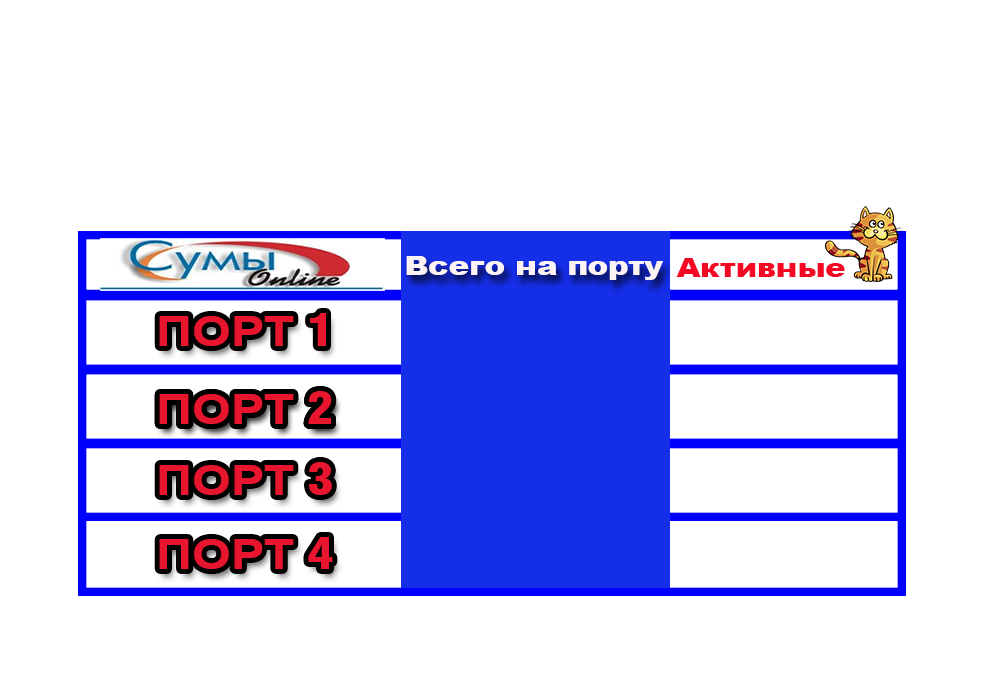 Сумы
Online
Всего на порту
Активные
ПОРТ 1
ПОРТ 2
ПОРТ 3
ПОРТ 4